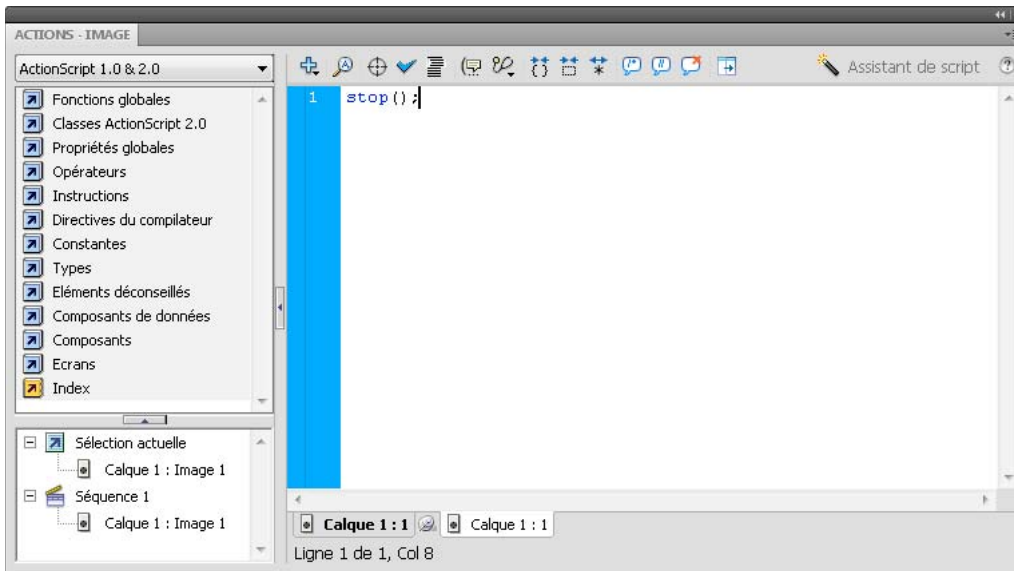 ACTIONS - IMAGE
ActionScript 1.0 & 2.0
Assistant de script
Fonctions globales
Classes ActionScript 2.0
Propriétés globales
Opérateurs
Instructions
Directives du compilateur
Constantes
Types
Eléments déconseillés
Composants de données
Composants
Ecrans
Index
Sélection actuelle
Calque 1 : Image 1
Séquence 1
Calque 1 : Image 1
1 stop();
Calque 1 : 1
Calque 1 : 1
Ligne 1 de 1, Col 8